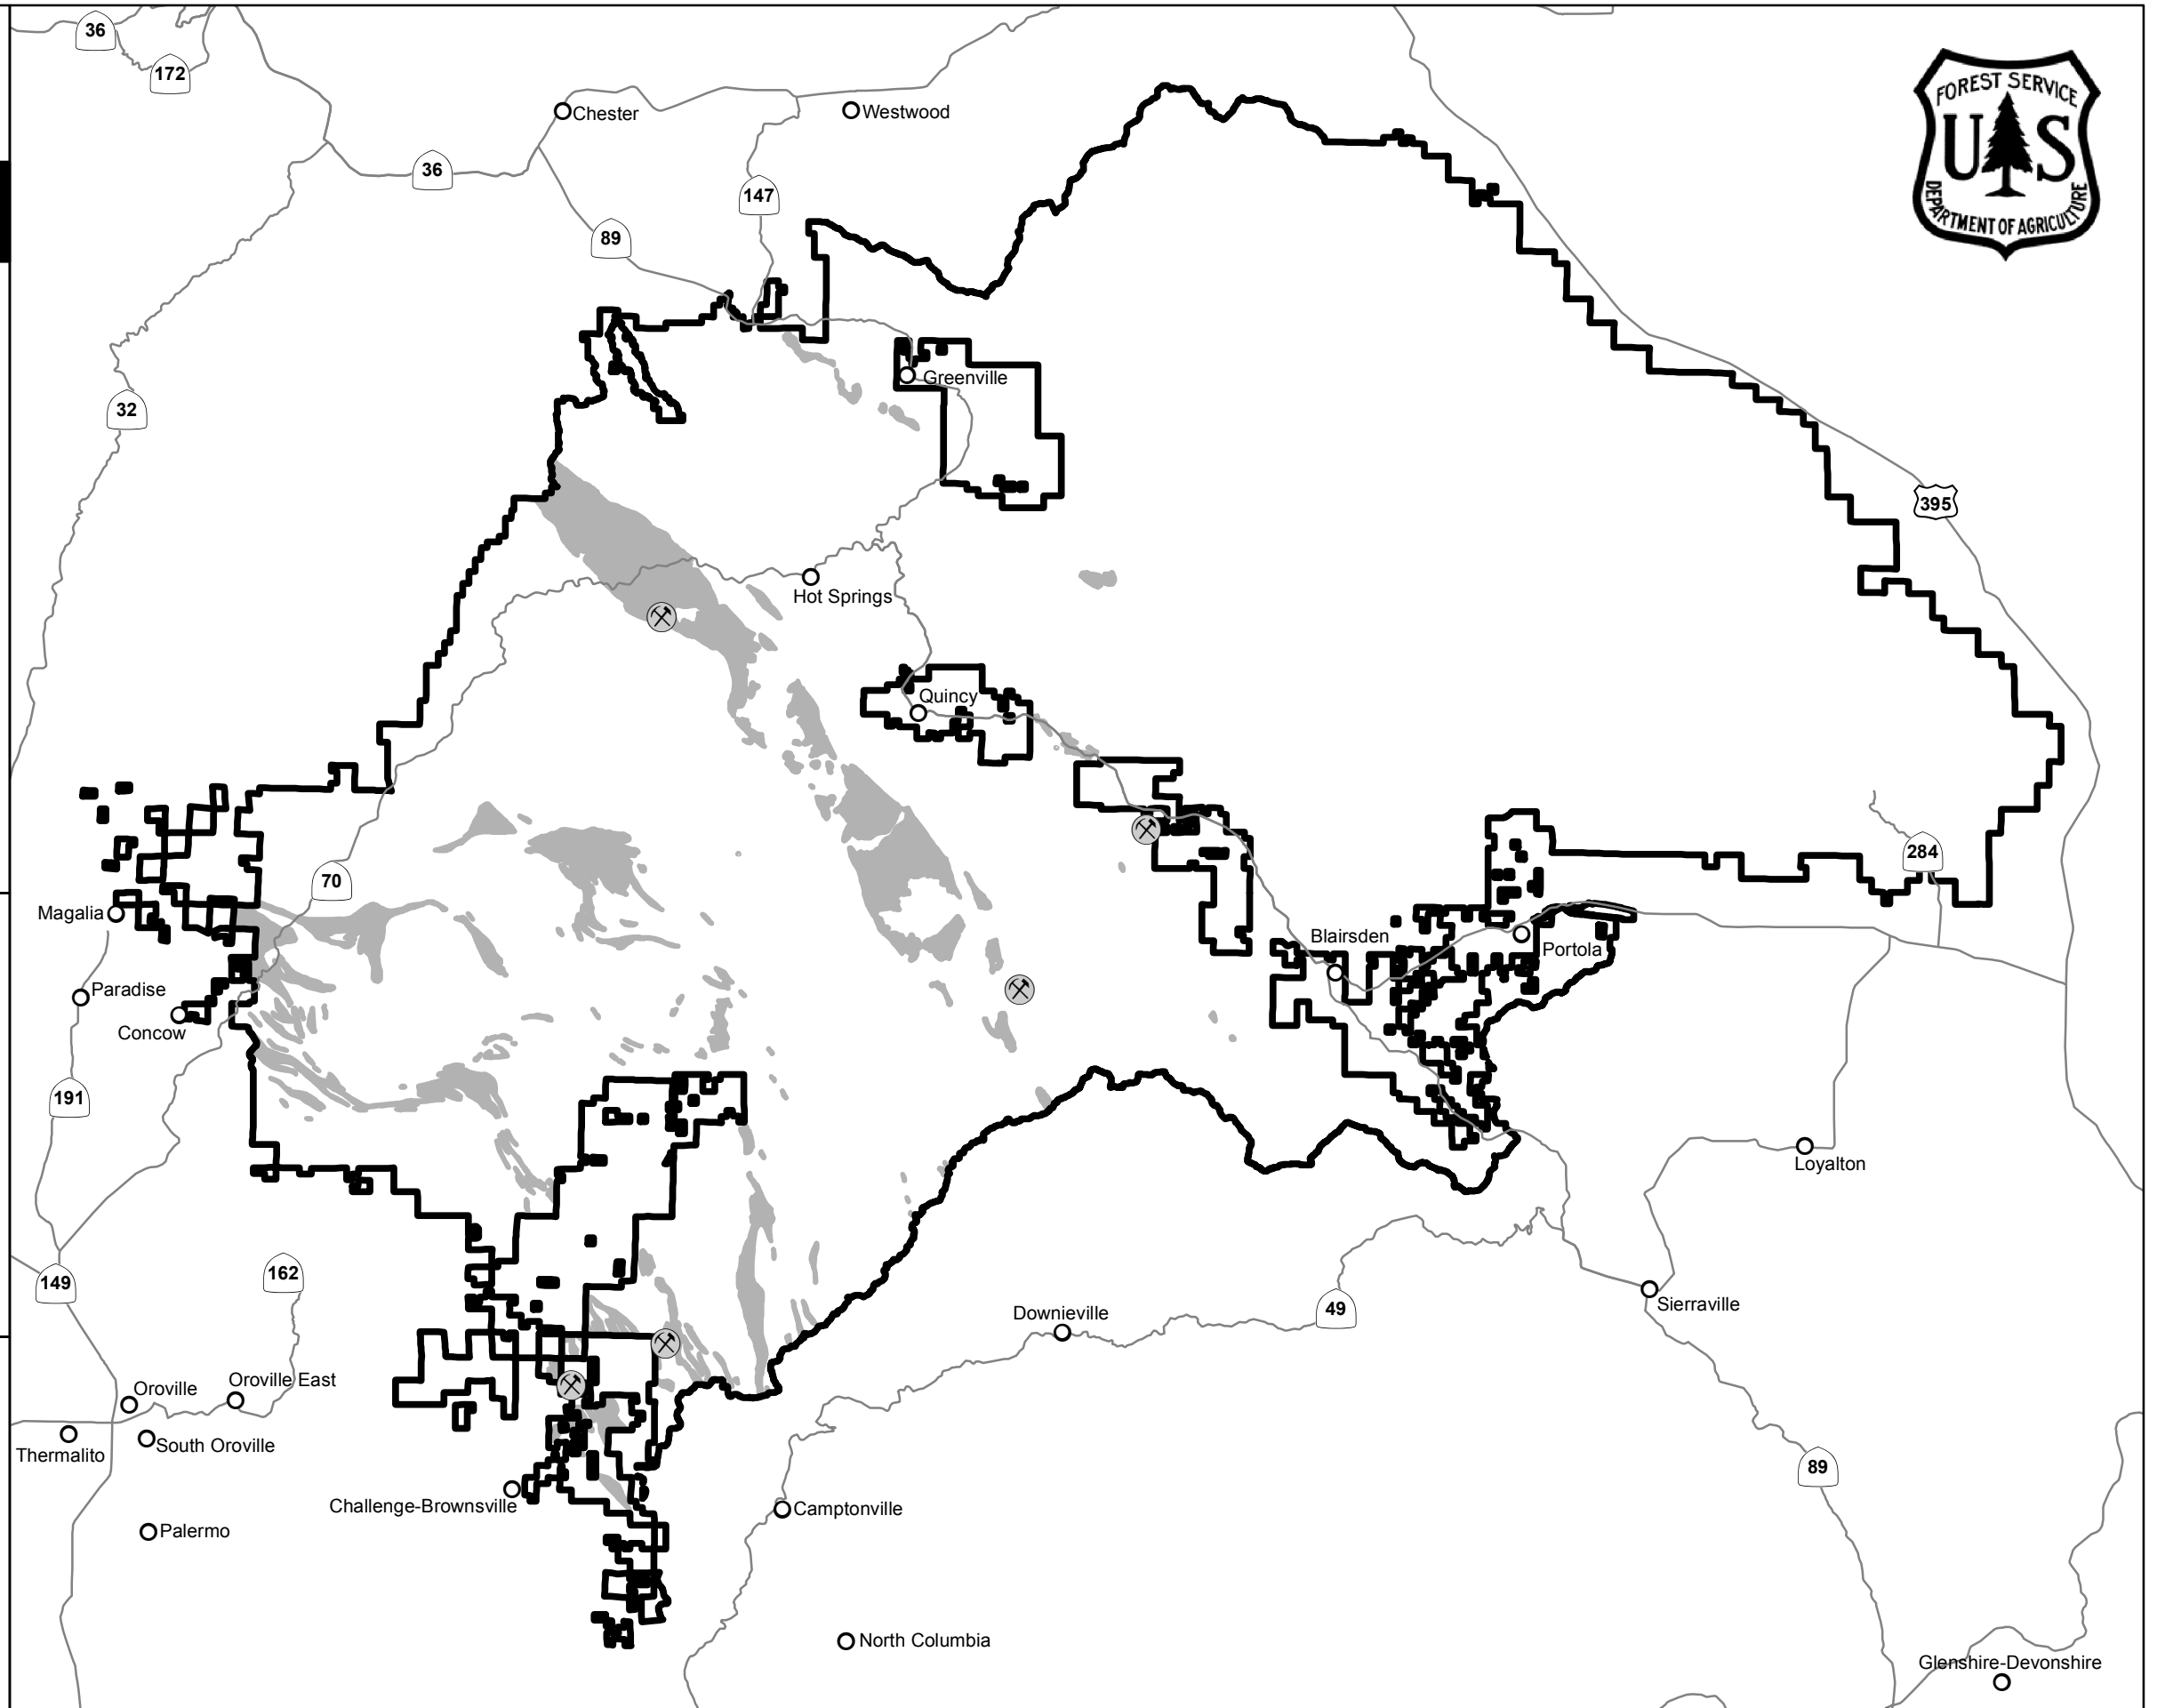 36
172
Chester
Westwood
FOREST SERVICE
U S
DEPARTMENT OF AGRICULTURE
36
147
89
Greenville
32
395
Hot Springs
Quincy
284
70
Magalia
Blairsden
Portola
Paradise
Concow
191
Loyalton
162
149
Downieville
49
Sierraville
Oroville
Oroville East
Thermalito
South Oroville
89
Challenge-Brownsville
Camptonville
Palermo
North Columbia
Glenshire-Devonshire